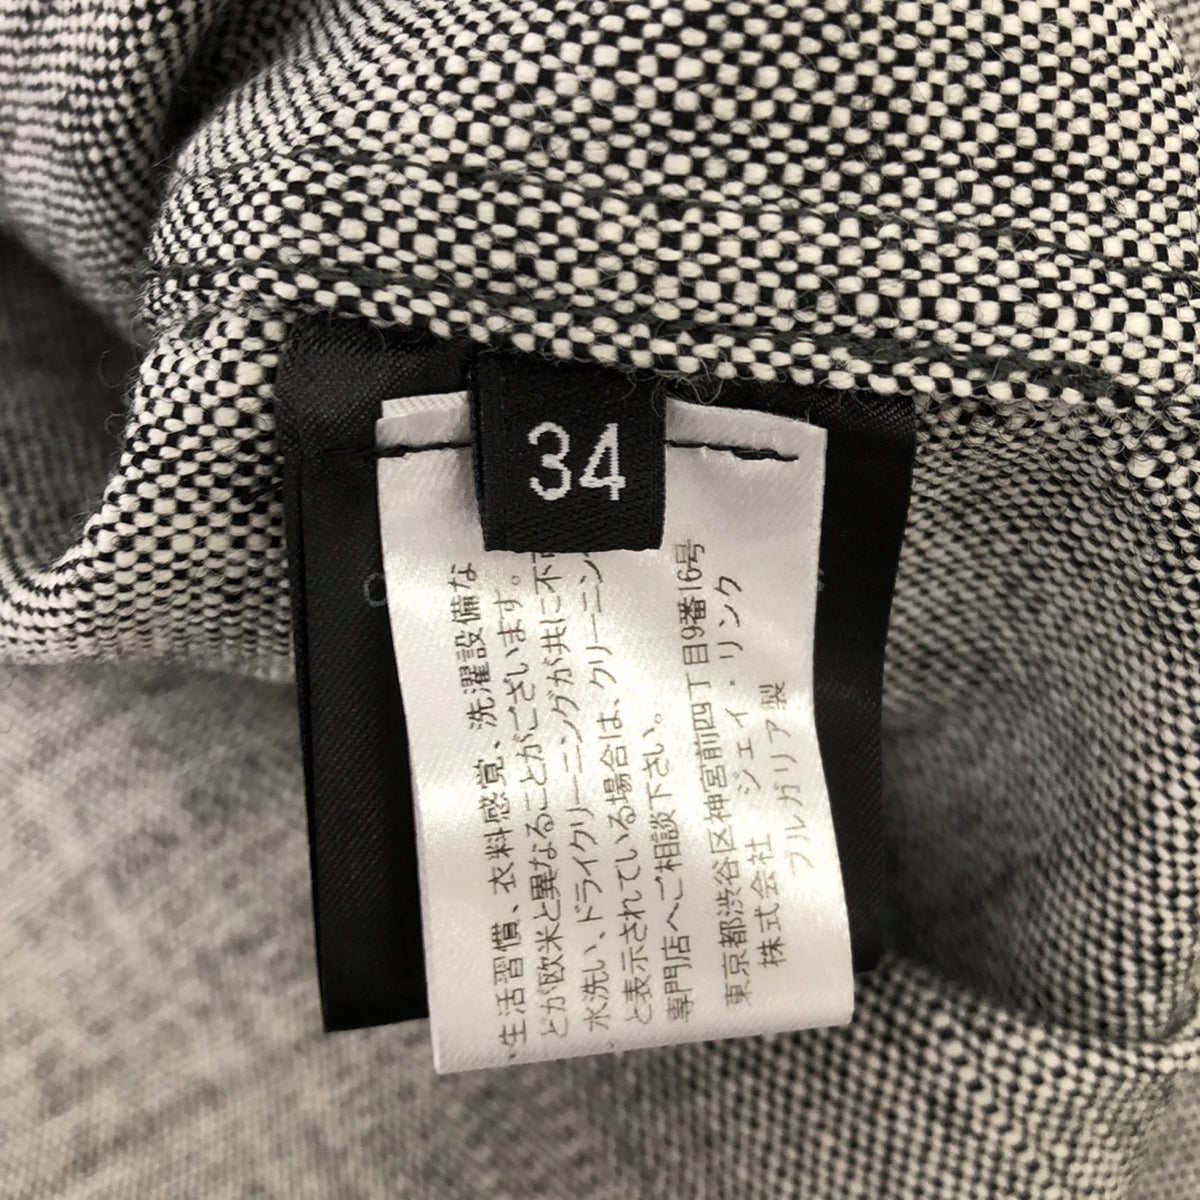 34
・生活習慣、衣料感覚、洗濯設備な
どが欧米と異なることがございます。
・水洗い、ドライクリーニングが共に不可
と表示されている場合は、クリーニン
専門店へご相談下さい。
東京都渋谷区神宮前四丁目9番16号
株式会社 ジェイ・リンク
ブルガリア製